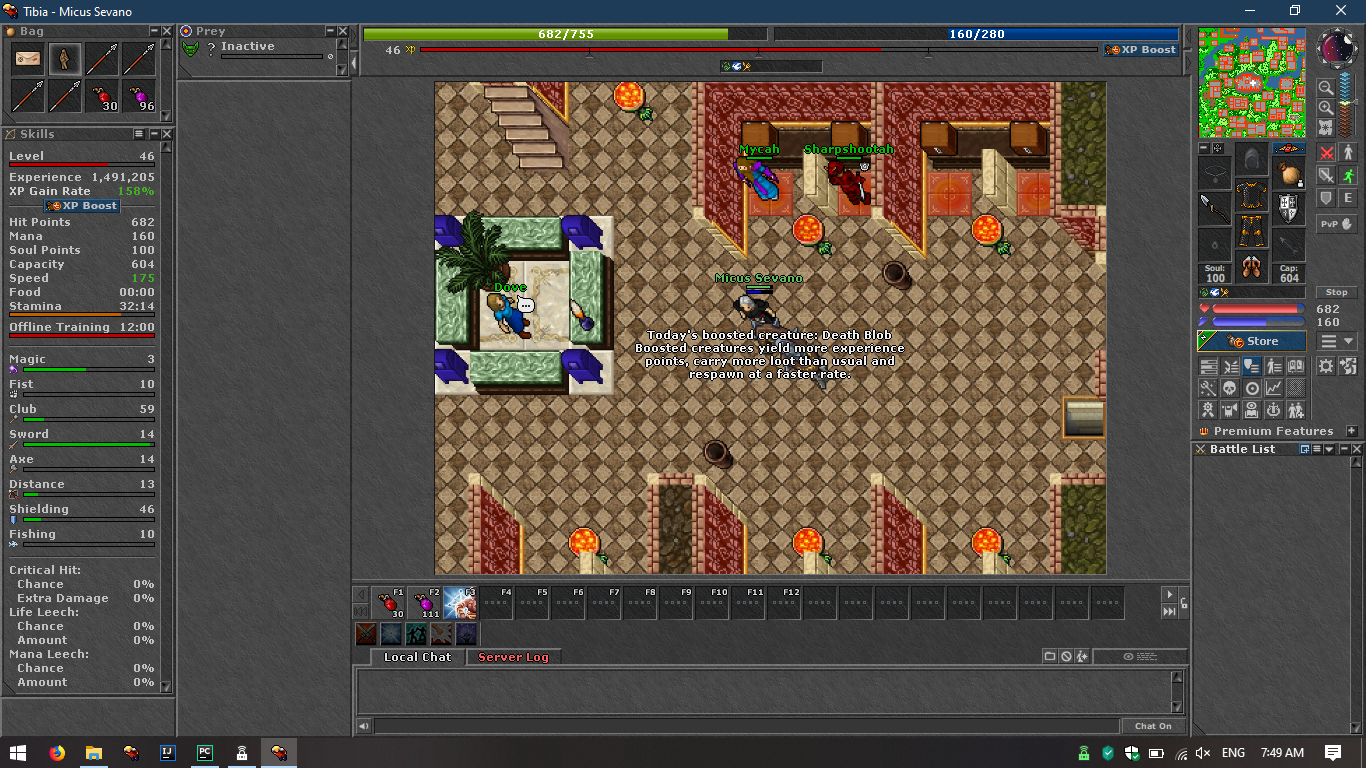 Tibia - Micus Sevano
Bag
30
96
Skills
Level 46
Experience 1,491,205
XP Gain Rate 158%
XP Boost
Hit Points 682
Mana 160
Soul Points 100
Capacity 604
Speed 175
Food 00:00
Stamina 32:14
Offline Training 12:00
Magic 3
Fist 10
Club 59
Sword 14
Axe 14
Distance 13
Shielding 46
Fishing 10
Critical Hit:
Chance 0%
Extra Damage 0%
Life Leech:
Chance 0%
Amount 0%
Mana Leech:
Chance 0%
Amount 0%
Prey
? Inactive
682/755
160/280
46 XP
XP Boost
Mycah
Sharpshootah
Dove
Micus Sevano
Today's boosted creature: Death Blob
Boosted creatures yield more experience
points, carry more loot than usual and
respawn at a faster rate.
F1 F2 F3 F4 F5 F6 F7 F8 F9 F10 F11 F12
30 111
Local Chat
Server Log
Chat On
E
PvP
Soul:
100
Cap:
604
Stop
682
160
Store
Premium Features
Battle List
IJ
PC
ENG
7:49 AM